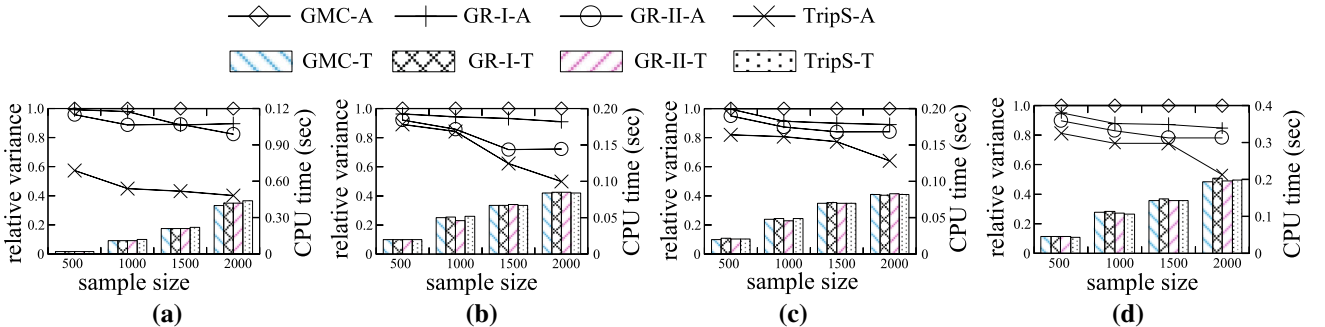 GMC-A GR-I-A GR-II-A TripS-A
GMC-T GR-I-T GR-II-T TripS-T
relative variance
1.0
0.8
0.6
0.4
0.2
0
500 1000 1500 2000
sample size
0.12
0.90
0.60
0.30
0
CPU time (sec)
(a)
relative variance
1.0
0.8
0.6
0.4
0.2
0
500 1000 1500 2000
sample size
0.20
0.15
0.10
0.05
0
CPU time (sec)
(b)
relative variance
1.0
0.8
0.6
0.4
0.2
0
500 1000 1500 2000
sample size
0.20
0.15
0.10
0.05
0
CPU time (sec)
(c)
relative variance
1.0
0.8
0.6
0.4
0.2
0
500 1000 1500 2000
sample size
0.4
0.3
0.2
0.1
0
CPU time (sec)
(d)